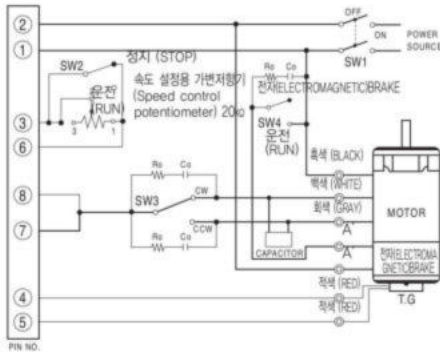 ②
OFF
ON
POWER
SOURCE
①
SW1
정지 (STOP)
SW2
속도 설정용 가변저항기
(Speed control
potentiometer) 20㏀
운전
(RUN)
③
3
1
⑥
Ro
Co
전자(ELECTROMAGNETIC)BRAKE
SW4
운전
(RUN)
흑색 (BLACK)
백색 (WHITE)
회색 (GRAY)
MOTOR
Ro
Co
⑧
SW3
CW
⑦
CCW
Ro
Co
CAPACITOR
A'
A'
전자(ELECTROMA
GNETIC)BRAKE
적색 (RED)
④
적색 (RED)
T.G
⑤
PIN NO.